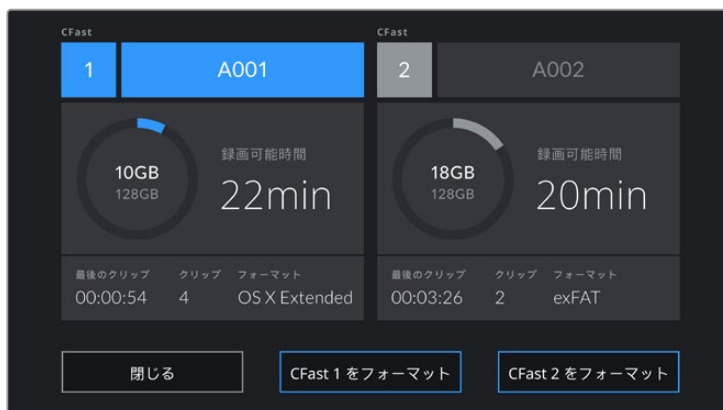 CFast
1 A001
10GB
128GB
録画可能時間
22min
最後のクリップ クリップ フォーマット
00:00:54 4 OS X Extended
CFast
2 A002
18GB
128GB
録画可能時間
20min
最後のクリップ クリップ フォーマット
00:03:26 2 exFAT
閉じる CFast 1 をフォーマット CFast 2 をフォーマット